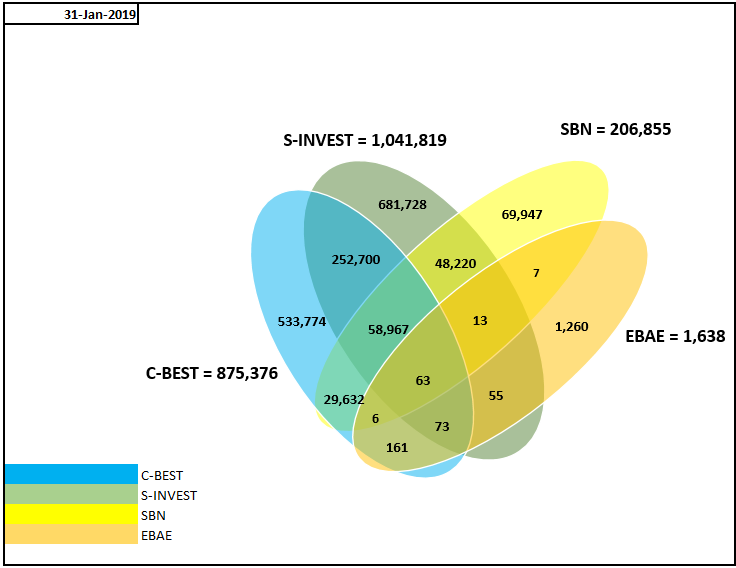 31-Jan-2019
SBN = 206,855
S-INVEST = 1,041,819
681,728
69,947
252,700
48,220
7
533,774
58,967
13
1,260
EBAE = 1,638
C-BEST = 875,376
63
29,632
55
6
73
161
C-BEST
S-INVEST
SBN
EBAE